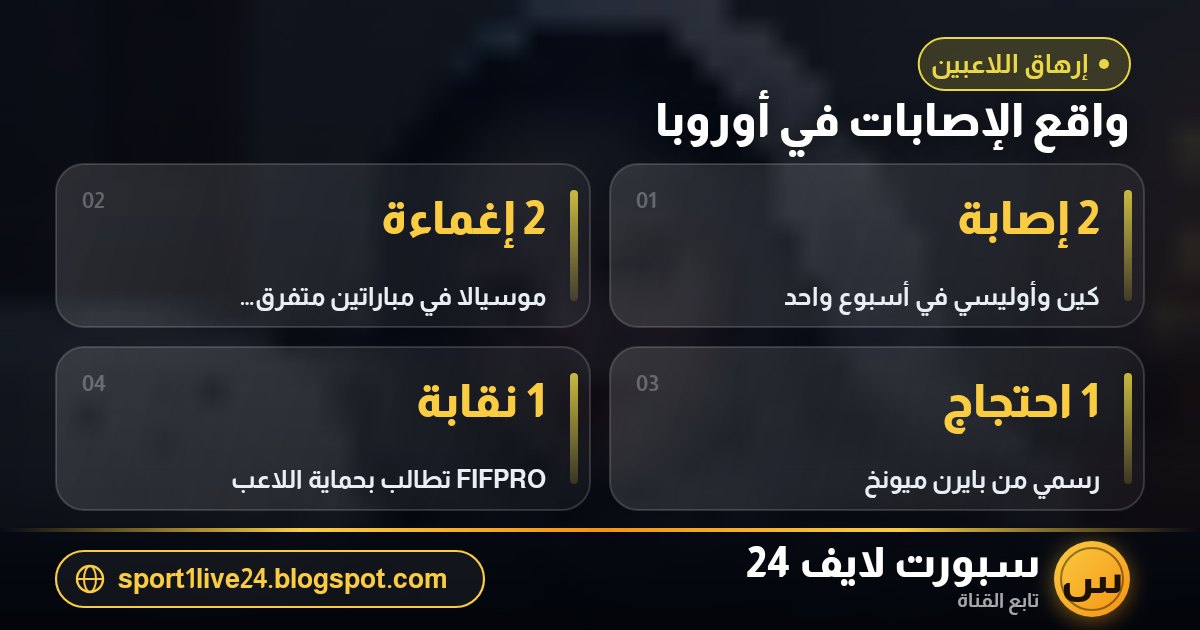 • إرهاق اللاعبين
واقع الإصابات في أوروبا
01
2 إصابة
كين وأوليسي في أسبوع واحد
02
2 إغماءة
موسيالا في مباراتين متفرق...
03
1 احتجاج
رسمي من بايرن ميونخ
04
1 نقابة
FIFPRO تطالب بحماية اللاعب
س
سبورت لايف 24
تابع القناة
sport1live24.blogspot.com